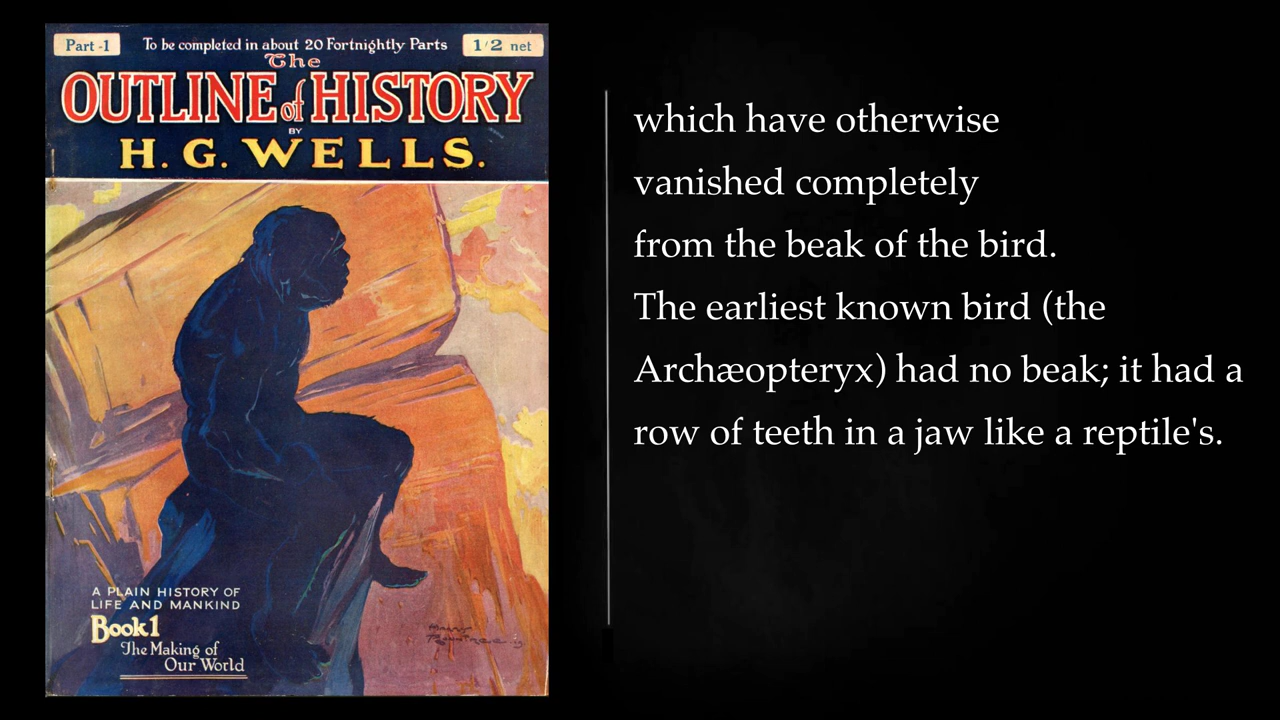 Part -1
To be completed in about 20 Fortnightly Parts
1/2 net
The
OUTLINE of HISTORY
BY
H. G. WELLS.
A PLAIN HISTORY OF
LIFE AND MANKIND
Book 1
The Making of
Our World
which have otherwise
vanished completely
from the beak of the bird.
The earliest known bird (the
Archæopteryx) had no beak; it had a
row of teeth in a jaw like a reptile's.